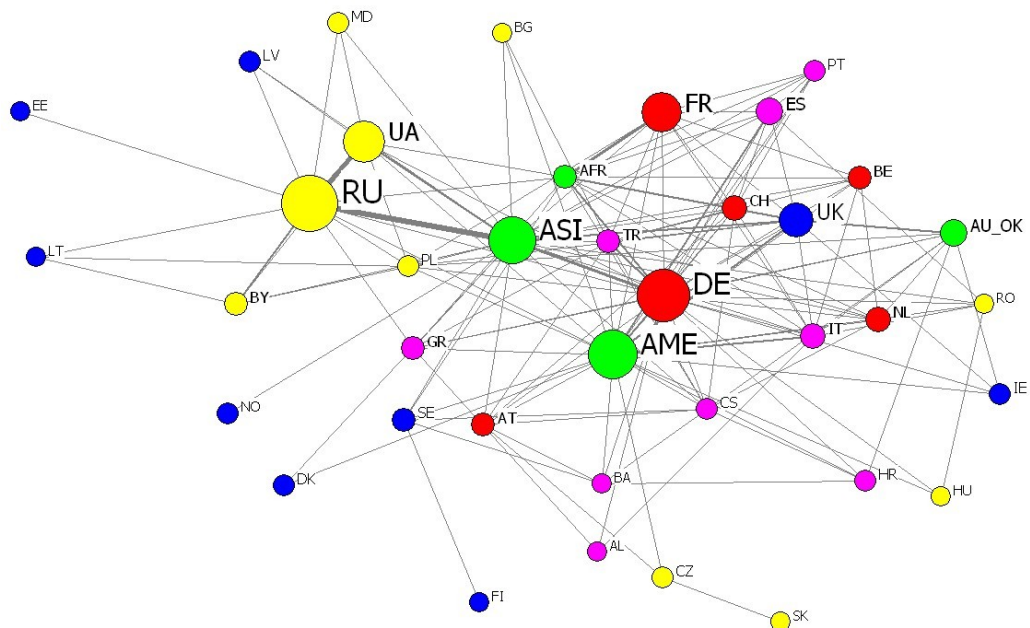 MD
BG
LV
PT
FR
ES
EE
UA
AFR
BE
RU
CH
UK
ASI
TR
AU_OK
LT
PL
DE
BY
RO
NL
IT
GR
AME
IE
NO
SE
AT
CS
DK
BA
HR
HU
AL
CZ
FI
SK